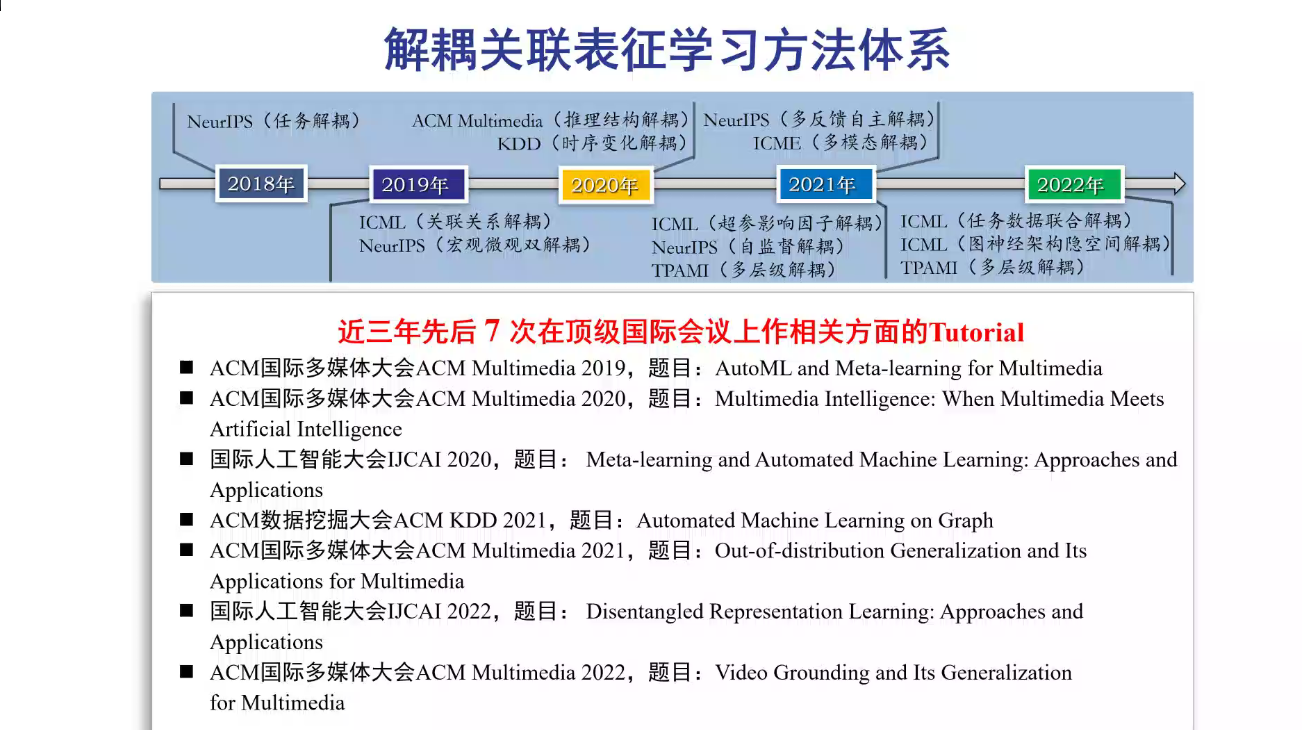 解耦关联表征学习方法体系
NeurIPS（任务解耦）
ACM Multimedia（推理结构解耦）
KDD（时序变化解耦）
NeurIPS（多反馈自主解耦）
ICME（多模态解耦）
2018年
2019年
2020年
2021年
2022年
ICML（关联关系解耦）
NeurIPS（宏观微观双解耦）
ICML（超参影响因子解耦）
NeurIPS（自监督解耦）
TPAMI（多层级解耦）
ICML（任务数据联合解耦）
ICML（图神经架构隐空间解耦）
TPAMI（多层级解耦）
近三年先后 7 次在顶级国际会议上作相关方面的Tutorial
■ ACM国际多媒体大会ACM Multimedia 2019，题目：AutoML and Meta-learning for Multimedia
■ ACM国际多媒体大会ACM Multimedia 2020，题目：Multimedia Intelligence: When Multimedia Meets
Artificial Intelligence
■ 国际人工智能大会IJCAI 2020，题目： Meta-learning and Automated Machine Learning: Approaches and
Applications
■ ACM数据挖掘大会ACM KDD 2021，题目：Automated Machine Learning on Graph
■ ACM国际多媒体大会ACM Multimedia 2021，题目：Out-of-distribution Generalization and Its
Applications for Multimedia
■ 国际人工智能大会IJCAI 2022，题目： Disentangled Representation Learning: Approaches and
Applications
■ ACM国际多媒体大会ACM Multimedia 2022，题目：Video Grounding and Its Generalization
for Multimedia